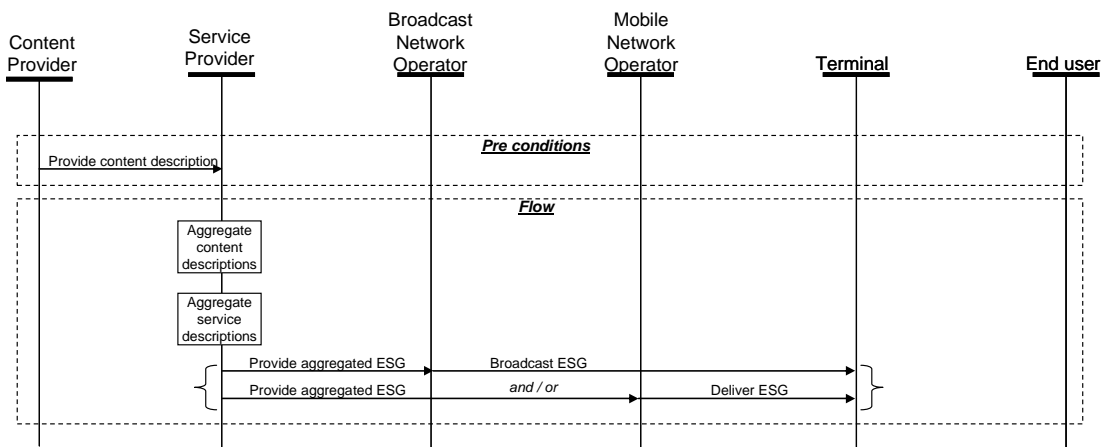 Content
Provider
Service
Provider
Broadcast
Network
Operator
Mobile
Network
Operator
Terminal
End user
Pre conditions
Provide content description
Flow
Aggregate
content
descriptions
Aggregate
service
descriptions
Provide aggregated ESG
Broadcast ESG
Provide aggregated ESG
and / or
Deliver ESG